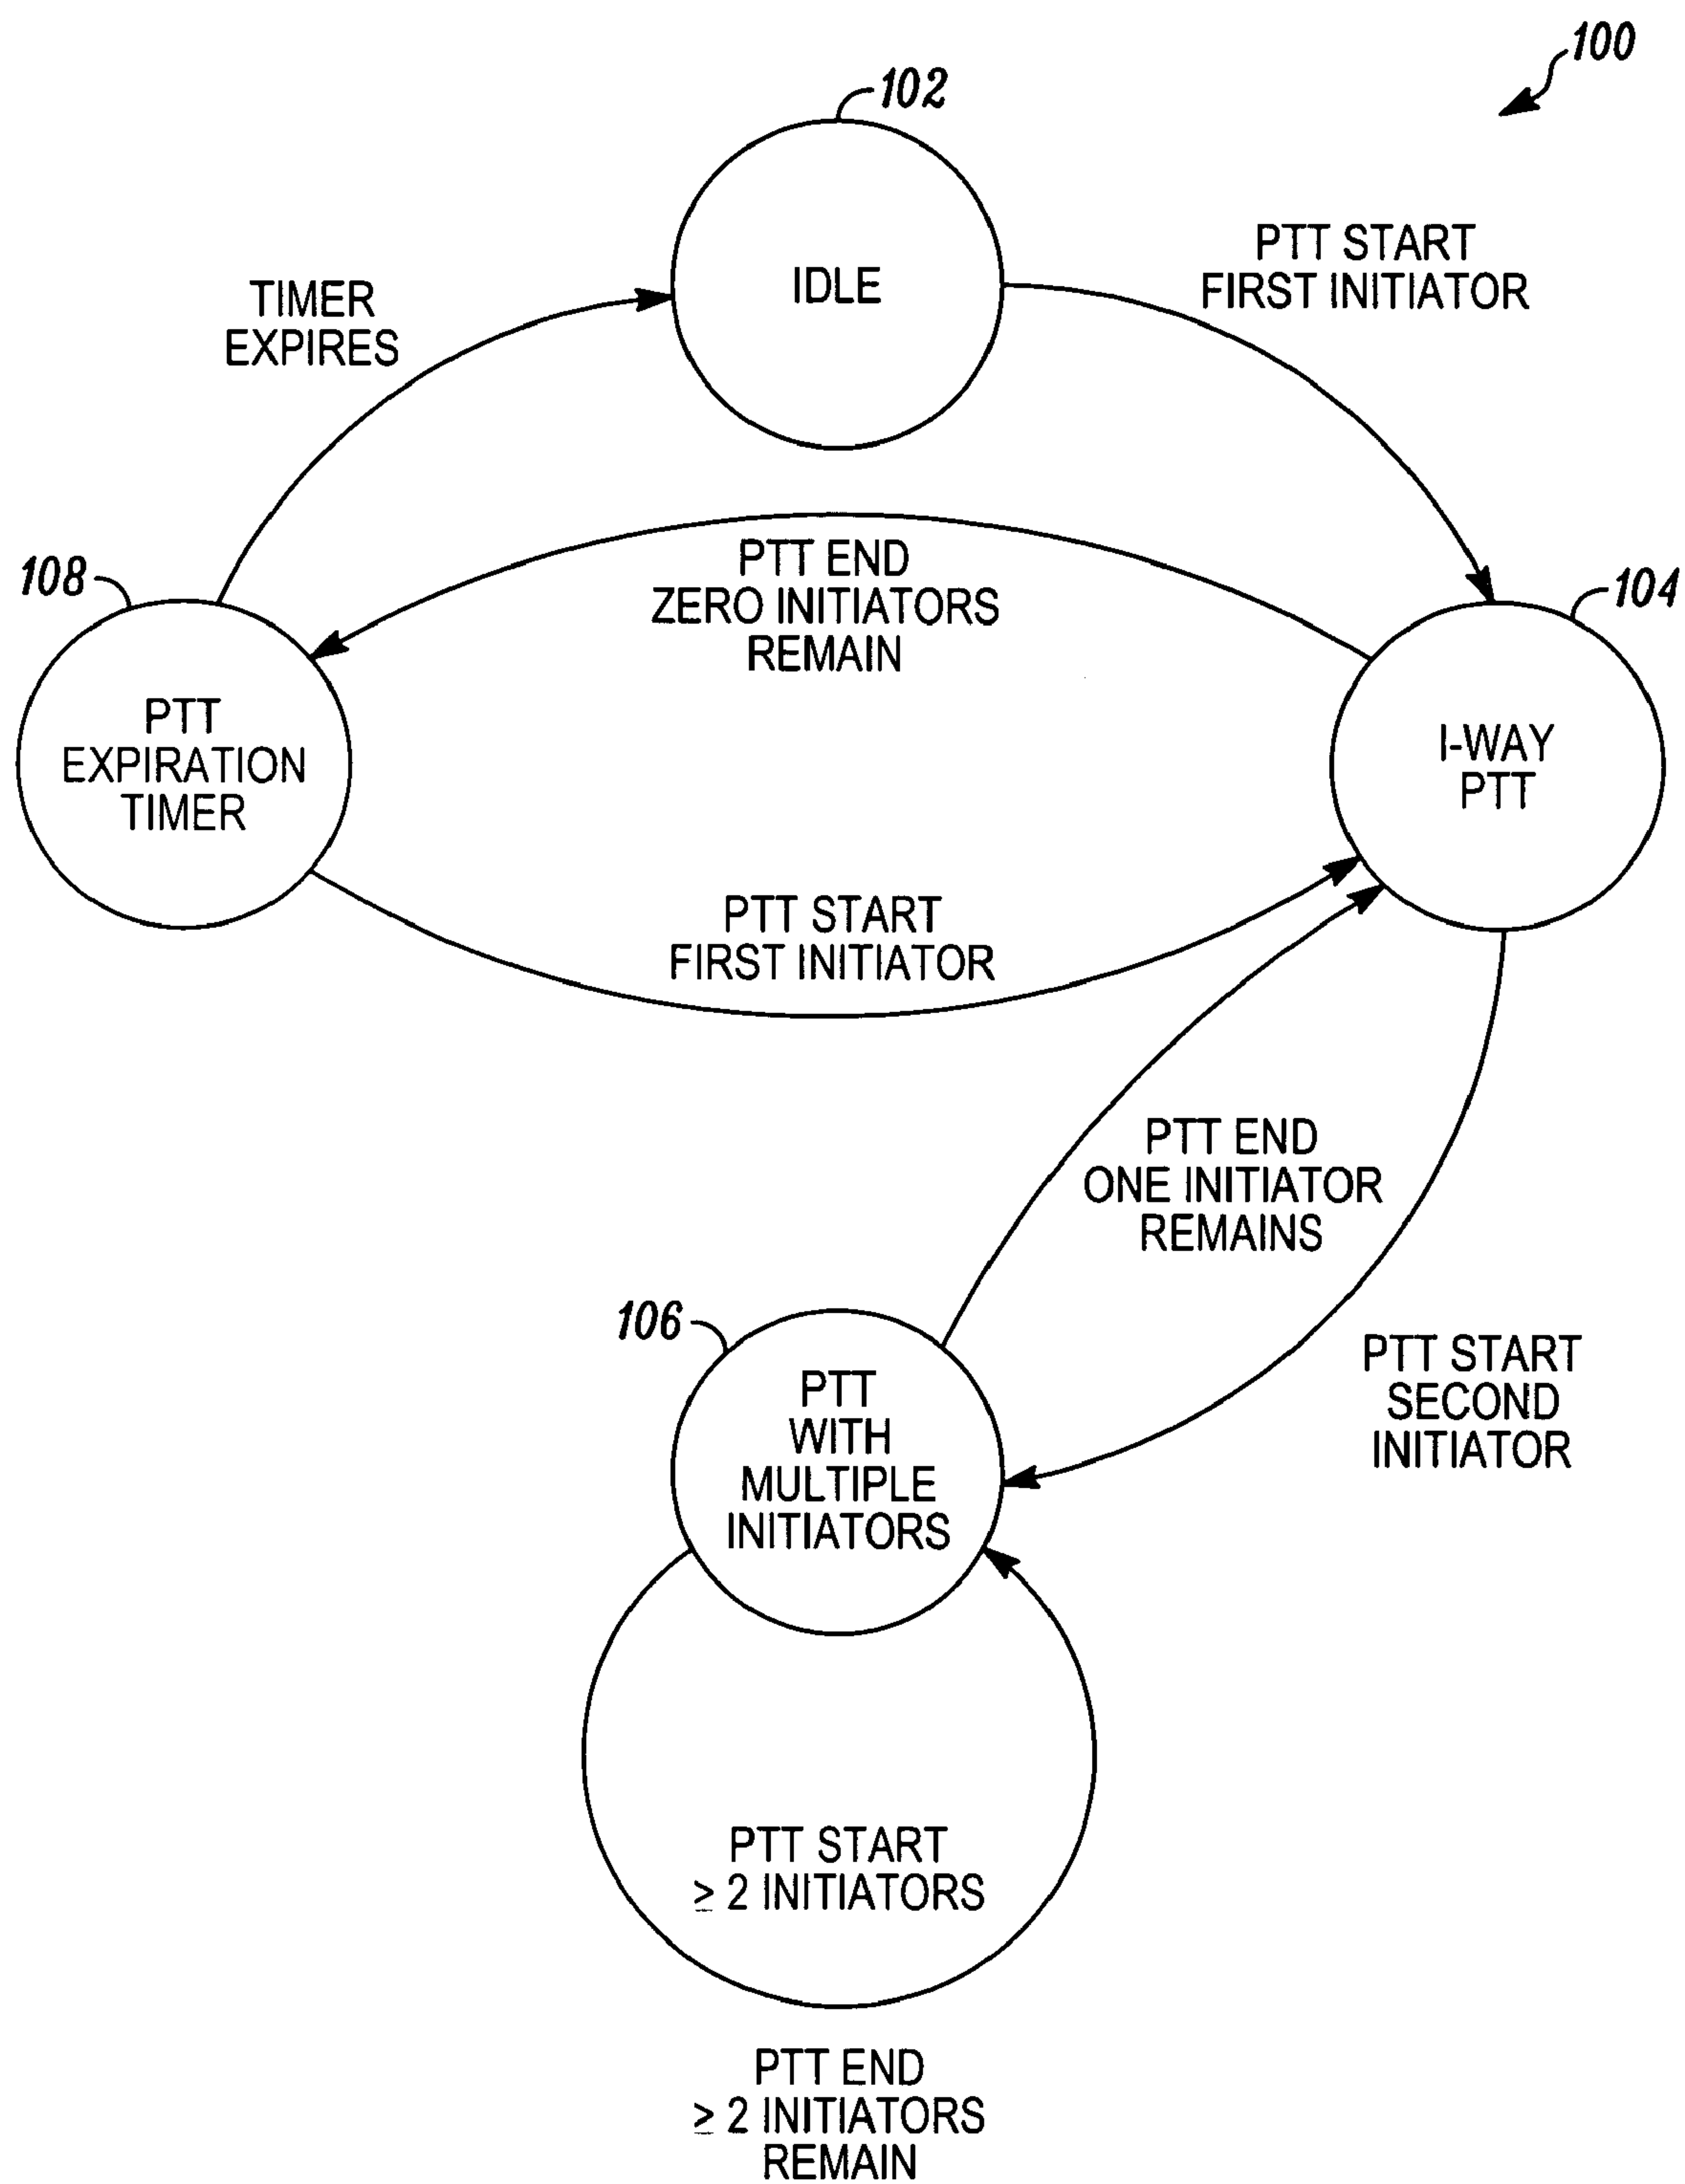 100
102
IDLE
PTT START
FIRST INITIATOR
TIMER
EXPIRES
PTT END
ZERO INITIATORS
REMAIN
108
104
PTT
EXPIRATION
TIMER
I-WAY
PTT
PTT START
FIRST INITIATOR
PTT END
ONE INITIATOR
REMAINS
106
PTT
WITH
MULTIPLE
INITIATORS
PTT START
SECOND
INITIATOR
PTT START
≥ 2 INITIATORS
PTT END
≥ 2 INITIATORS
REMAIN